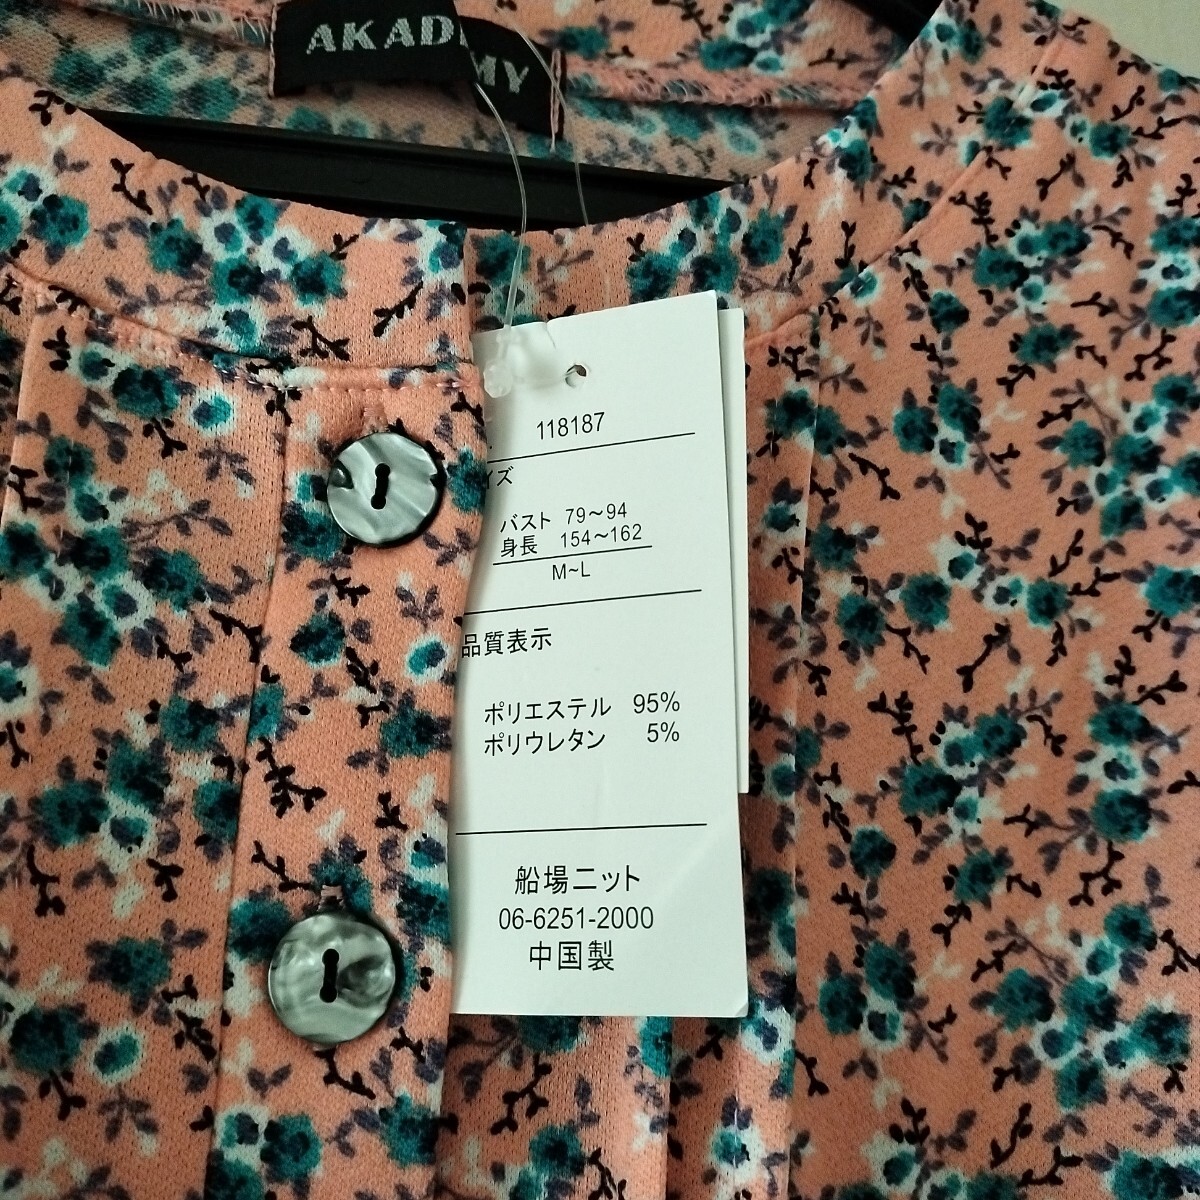 AKAD MY
118187
イズ
バスト 79～94
身長 154～162
M~L
品質表示
ポリエステル 95%
ポリウレタン 5%
船場ニット
06-6251-2000
中国製